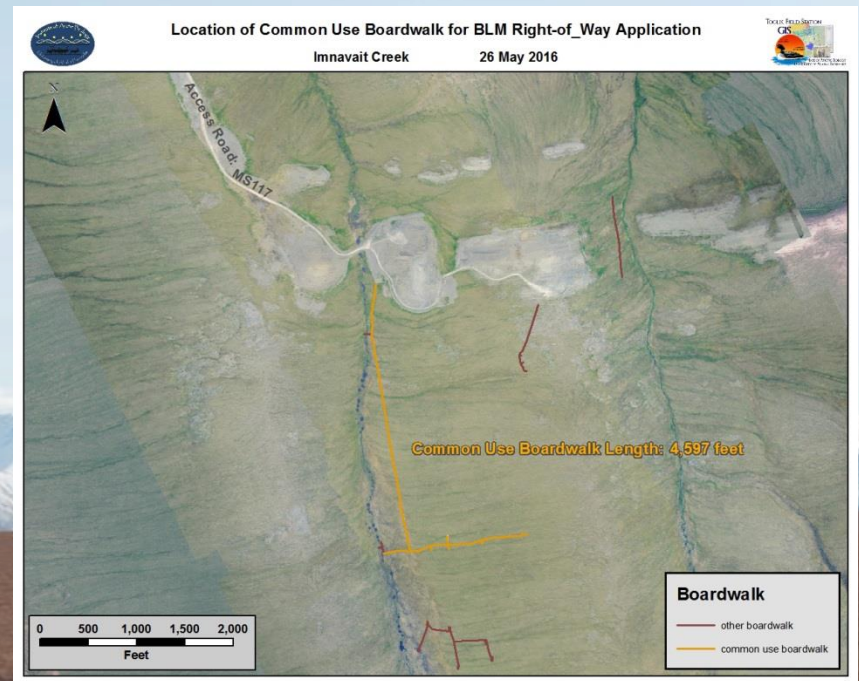 Location of Common Use Boardwalk for BLM Right-of_Way Application
Imnavait Creek 26 May 2016
TOOLIK FIELD STATION
GIS
N
Access Road: MS117
Common Use Boardwalk Length: 4,597 feet
0 500 1,000 1,500 2,000
Feet
Boardwalk
other boardwalk
common use boardwalk